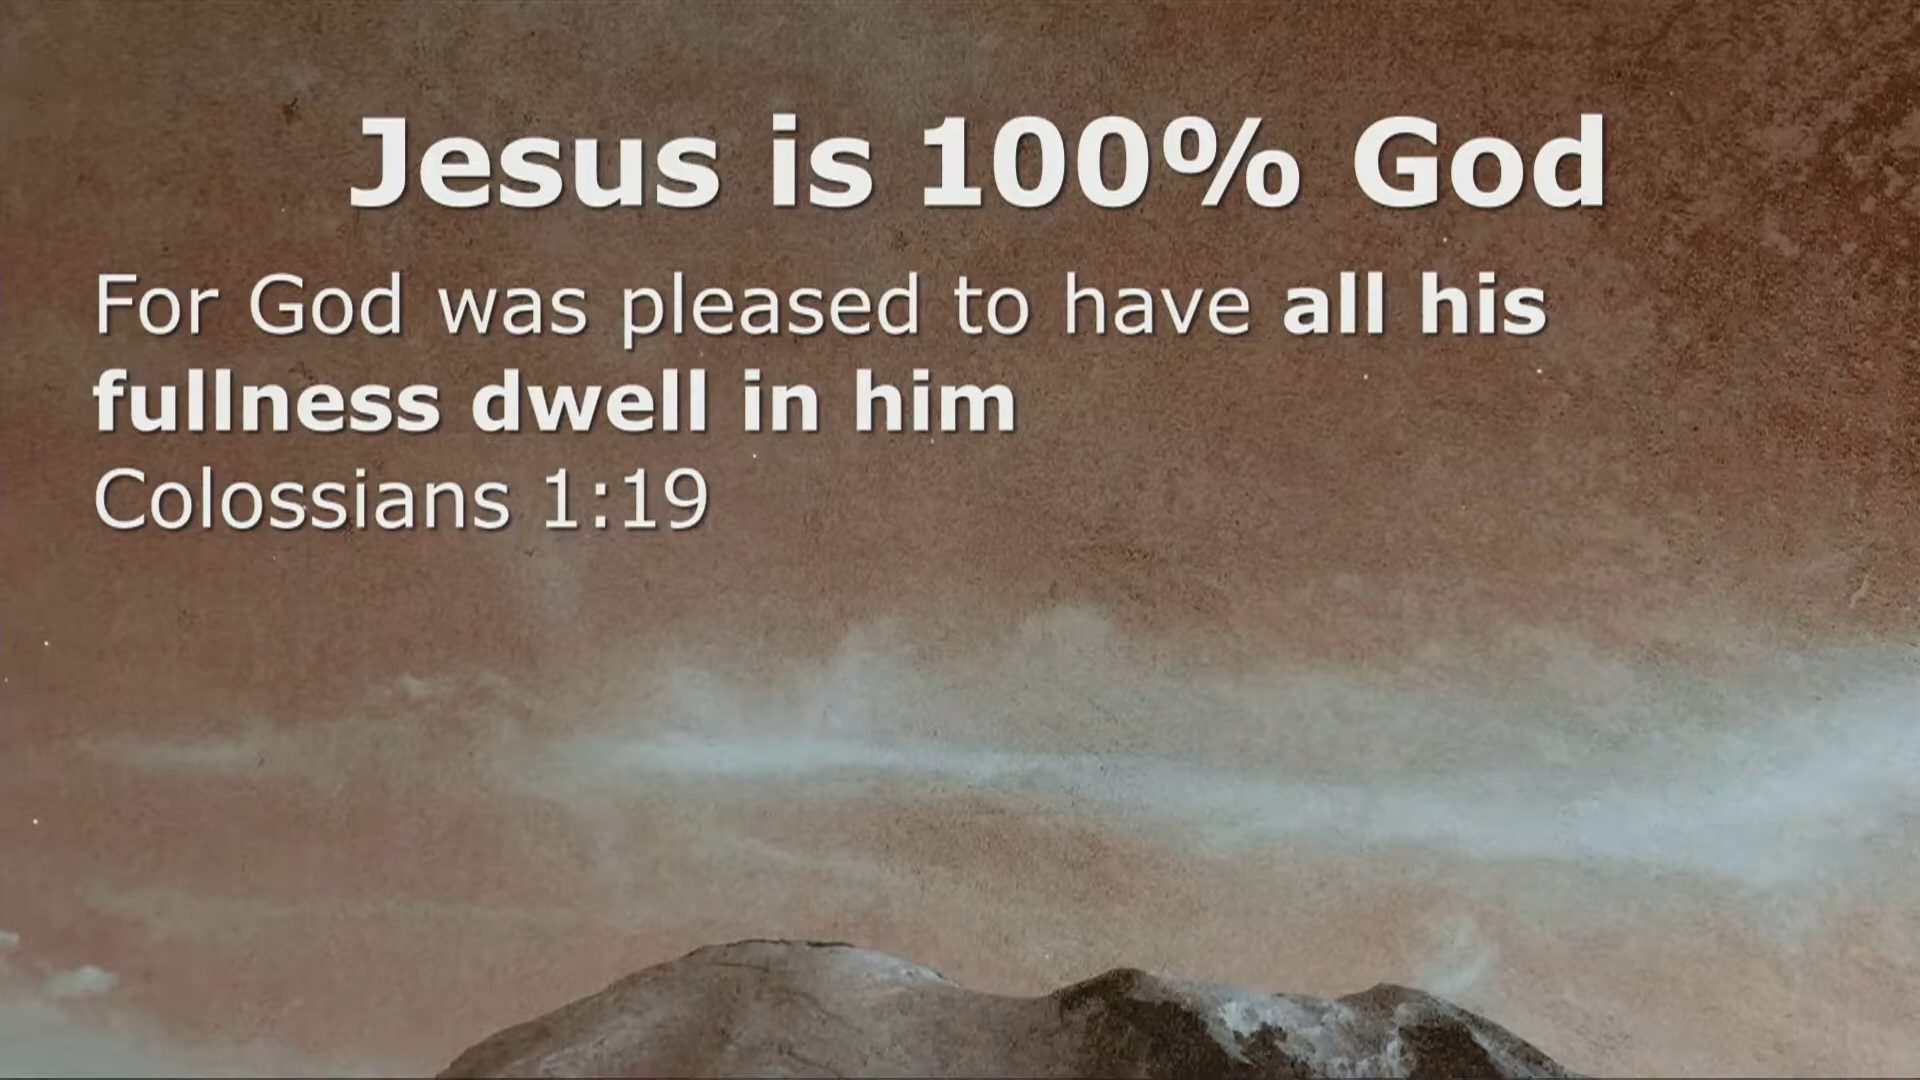 Jesus is 100% God
For God was pleased to have all his
fullness dwell in him
Colossians 1:19